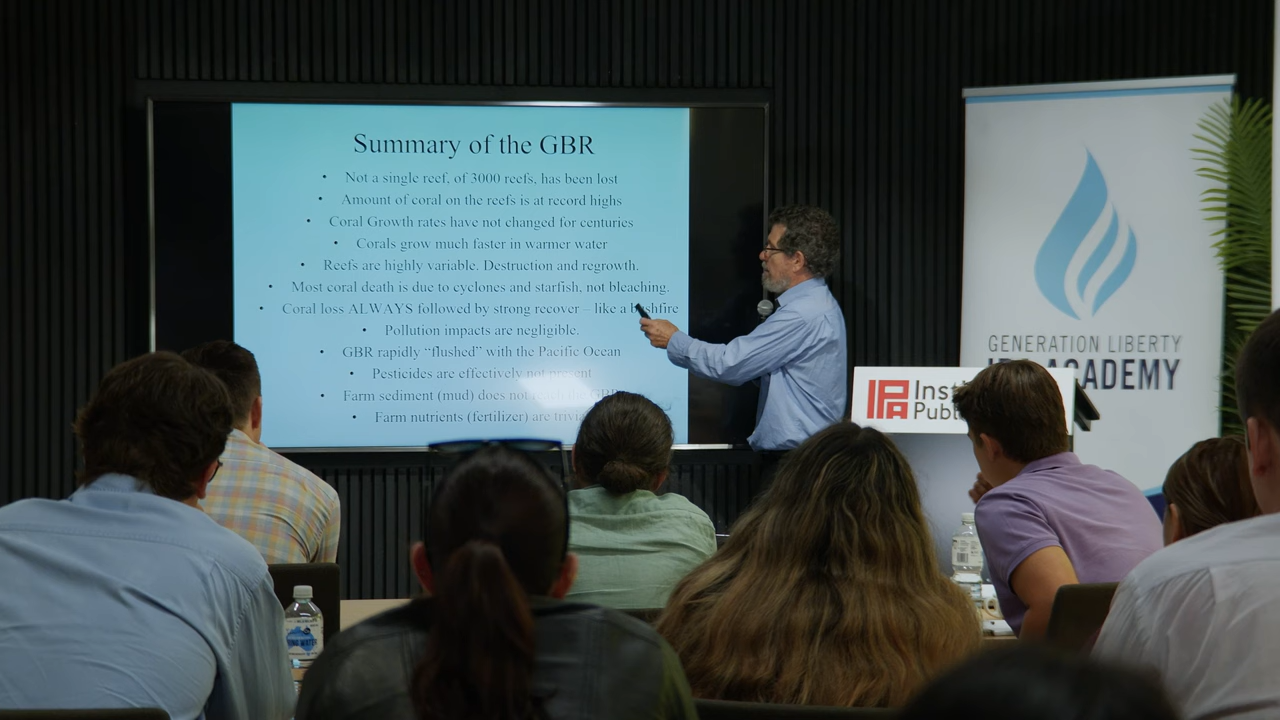 Summary of the GBR
• Not a single reef, of 3000 reefs, has been lost
• Amount of coral on the reefs is at record highs
• Coral Growth rates have not changed for centuries
• Corals grow much faster in warmer water
• Reefs are highly variable. Destruction and regrowth.
• Most coral death is due to cyclones and starfish, not bleaching.
• Coral loss ALWAYS followed by strong recover – like a bushfire
• Pollution impacts are negligible.
• GBR rapidly “flushed” with the Pacific Ocean
• Pesticides are effectively not present
• Farm sediment (mud) does not
• Farm nutrients (fertilizer) are
GENERATION LIBERTY
ACADEMY
IPA